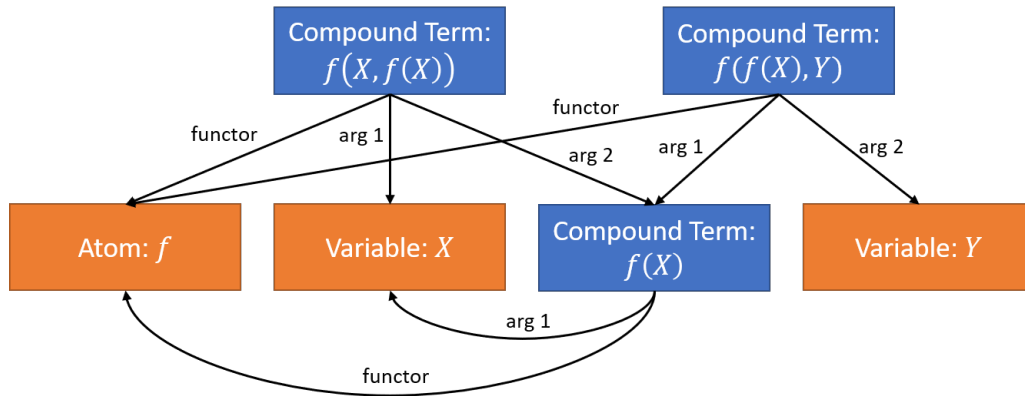 Compound Term:
f(X, f(X))
Compound Term:
f(f(X), Y)
functor
arg 1
arg 2
functor
arg 1
arg 2
Atom: f
Variable: X
Compound Term:
f(X)
Variable: Y
arg 1
functor